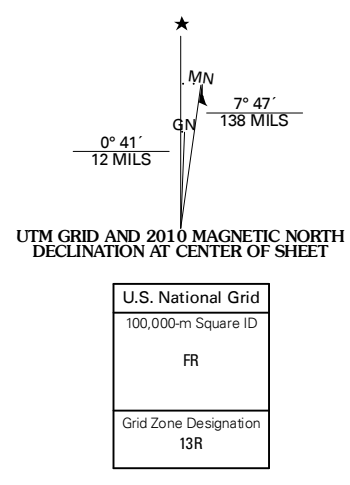 MN
7° 47´
138 MILS
GN
0° 41´
12 MILS
UTM GRID AND 2010 MAGNETIC NORTH
DECLINATION AT CENTER OF SHEET
U.S. National Grid
100,000-m Square ID
FR
Grid Zone Designation
13R